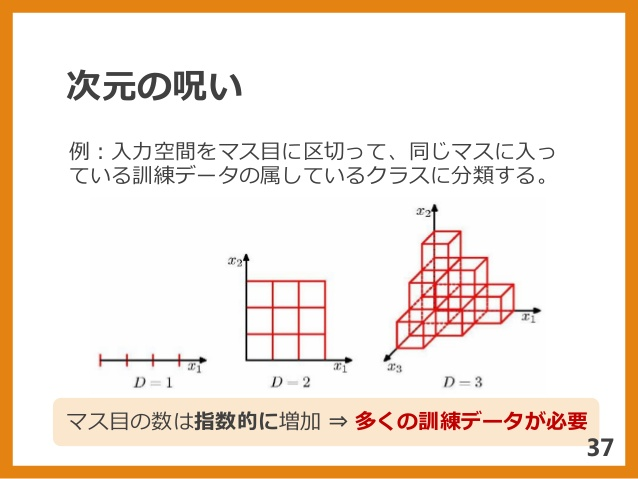 次元の呪い
例：入力空間をマス目に区切って、同じマスに入っ
ている訓練データの属しているクラスに分類する。
x2
x2
x1
x1
x1
x3
D = 1
D = 2
D = 3
マス目の数は指数的に増加 ⇒ 多くの訓練データが必要
37